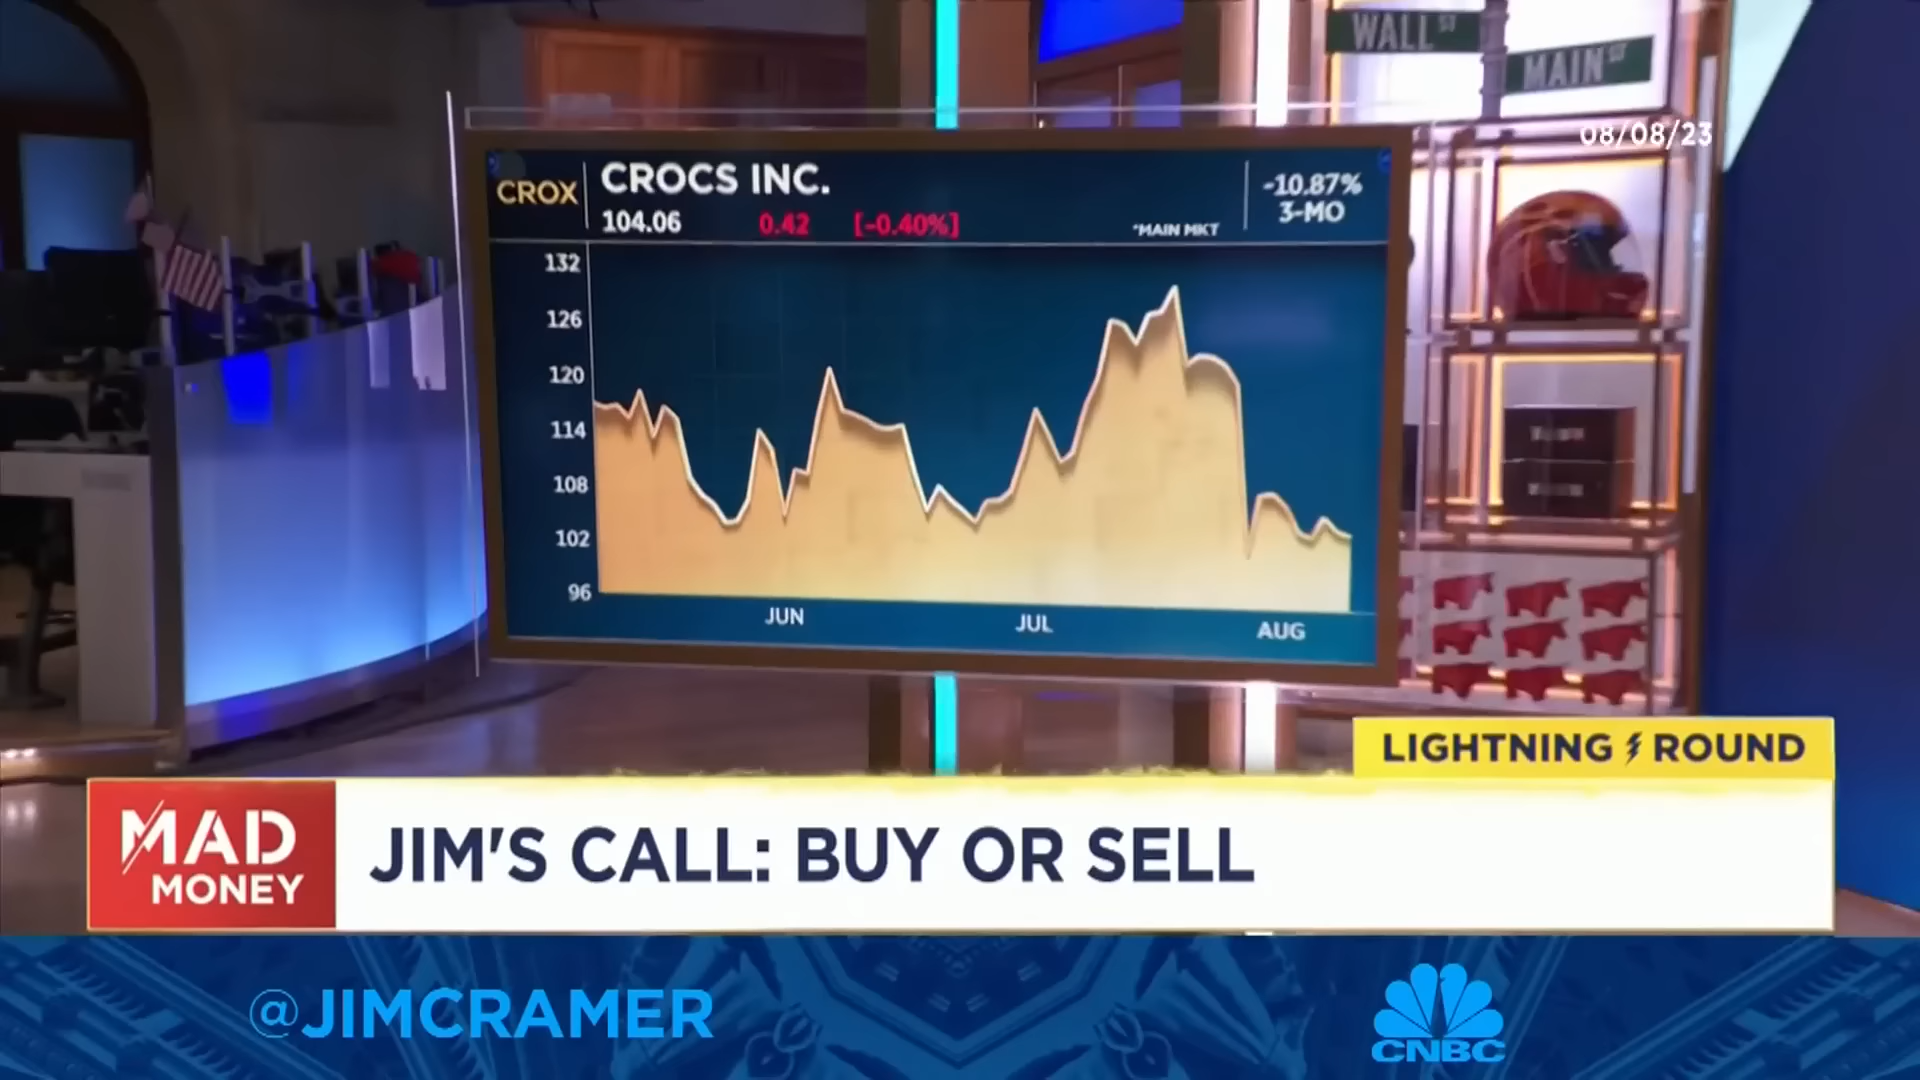 WALL ST
MAIN ST
08/08/23
CROX
CROCS INC.
104.06 0.42 [-0.40%]
*MAIN MKT
-10.87%
3-MO
132
126
120
114
108
102
96
JUN JUL AUG
LIGHTNING ROUND
MAD
MONEY
JIM'S CALL: BUY OR SELL
@JIMCRAMER
CNBC